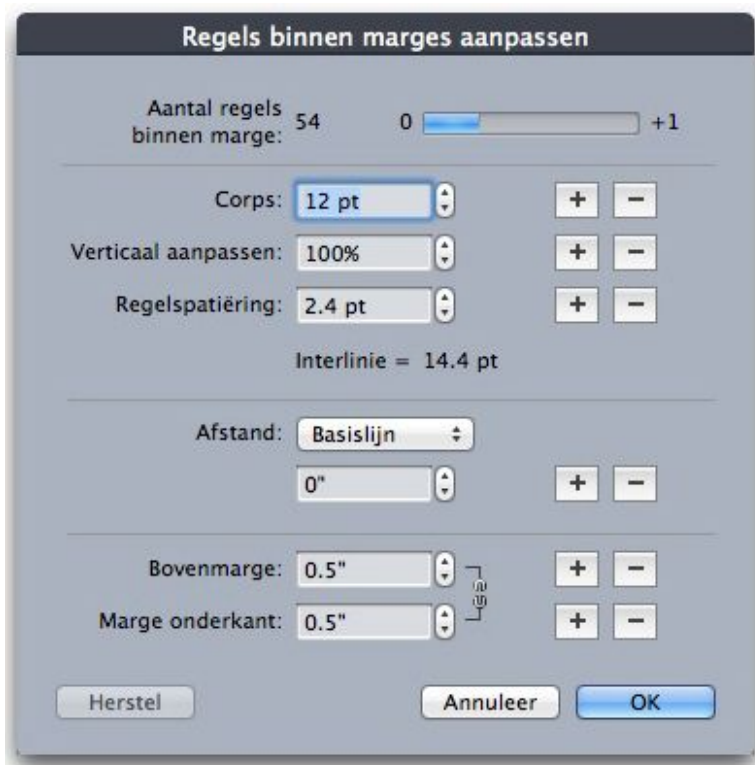 Regels binnen marges aanpassen
Aantal regels
binnen marge: 54 0 +1
Corps: 12 pt + −
Verticaal aanpassen: 100% + −
Regelspatiëring: 2.4 pt + −
Interlinie = 14.4 pt
Afstand: Basislijn
0" + −
Bovenmarge: 0.5" + −
Marge onderkant: 0.5" + −
Herstel Annuleer OK